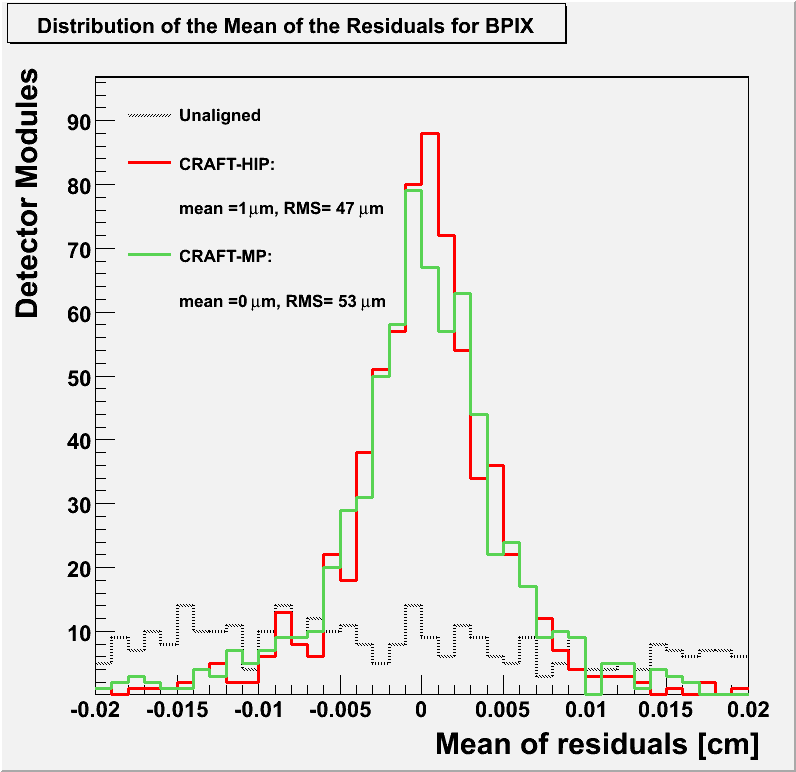 Distribution of the Mean of the Residuals for BPIX
Detector Modules
Unaligned
CRAFT-HIP:
mean =1μm, RMS= 47 μm
CRAFT-MP:
mean =0 μm, RMS= 53 μm
90
80
70
60
50
40
30
20
10
-0.02 -0.015 -0.01 -0.005 0 0.005 0.01 0.015 0.02
Mean of residuals [cm]